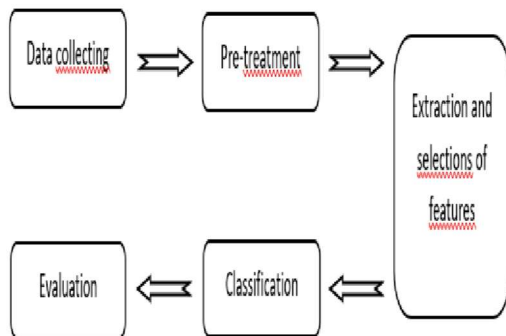 Data collecting
Pre-treatment
Extraction and
selections of
features
Classification
Evaluation